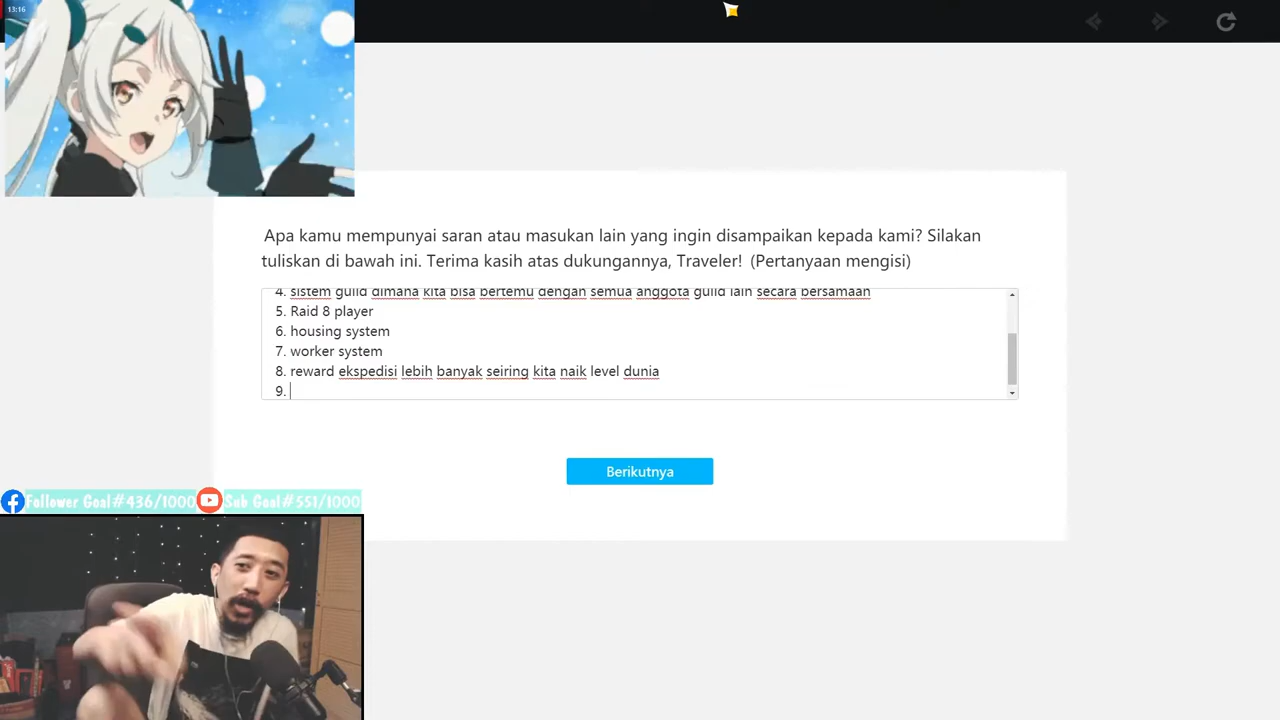 13:16
Apa kamu mempunyai saran atau masukan lain yang ingin disampaikan kepada kami? Silakan
tuliskan di bawah ini. Terima kasih atas dukungannya, Traveler! (Pertanyaan mengisi)
4. sistem guild dimana kita bisa bertemu dengan semua anggota guild lain secara bersamaan
5. Raid 8 player
6. housing system
7. worker system
8. reward ekspedisi lebih banyak seiring kita naik level dunia
9.
Berikutnya
Follower Goal#436/1000 Sub Goal#551/1000